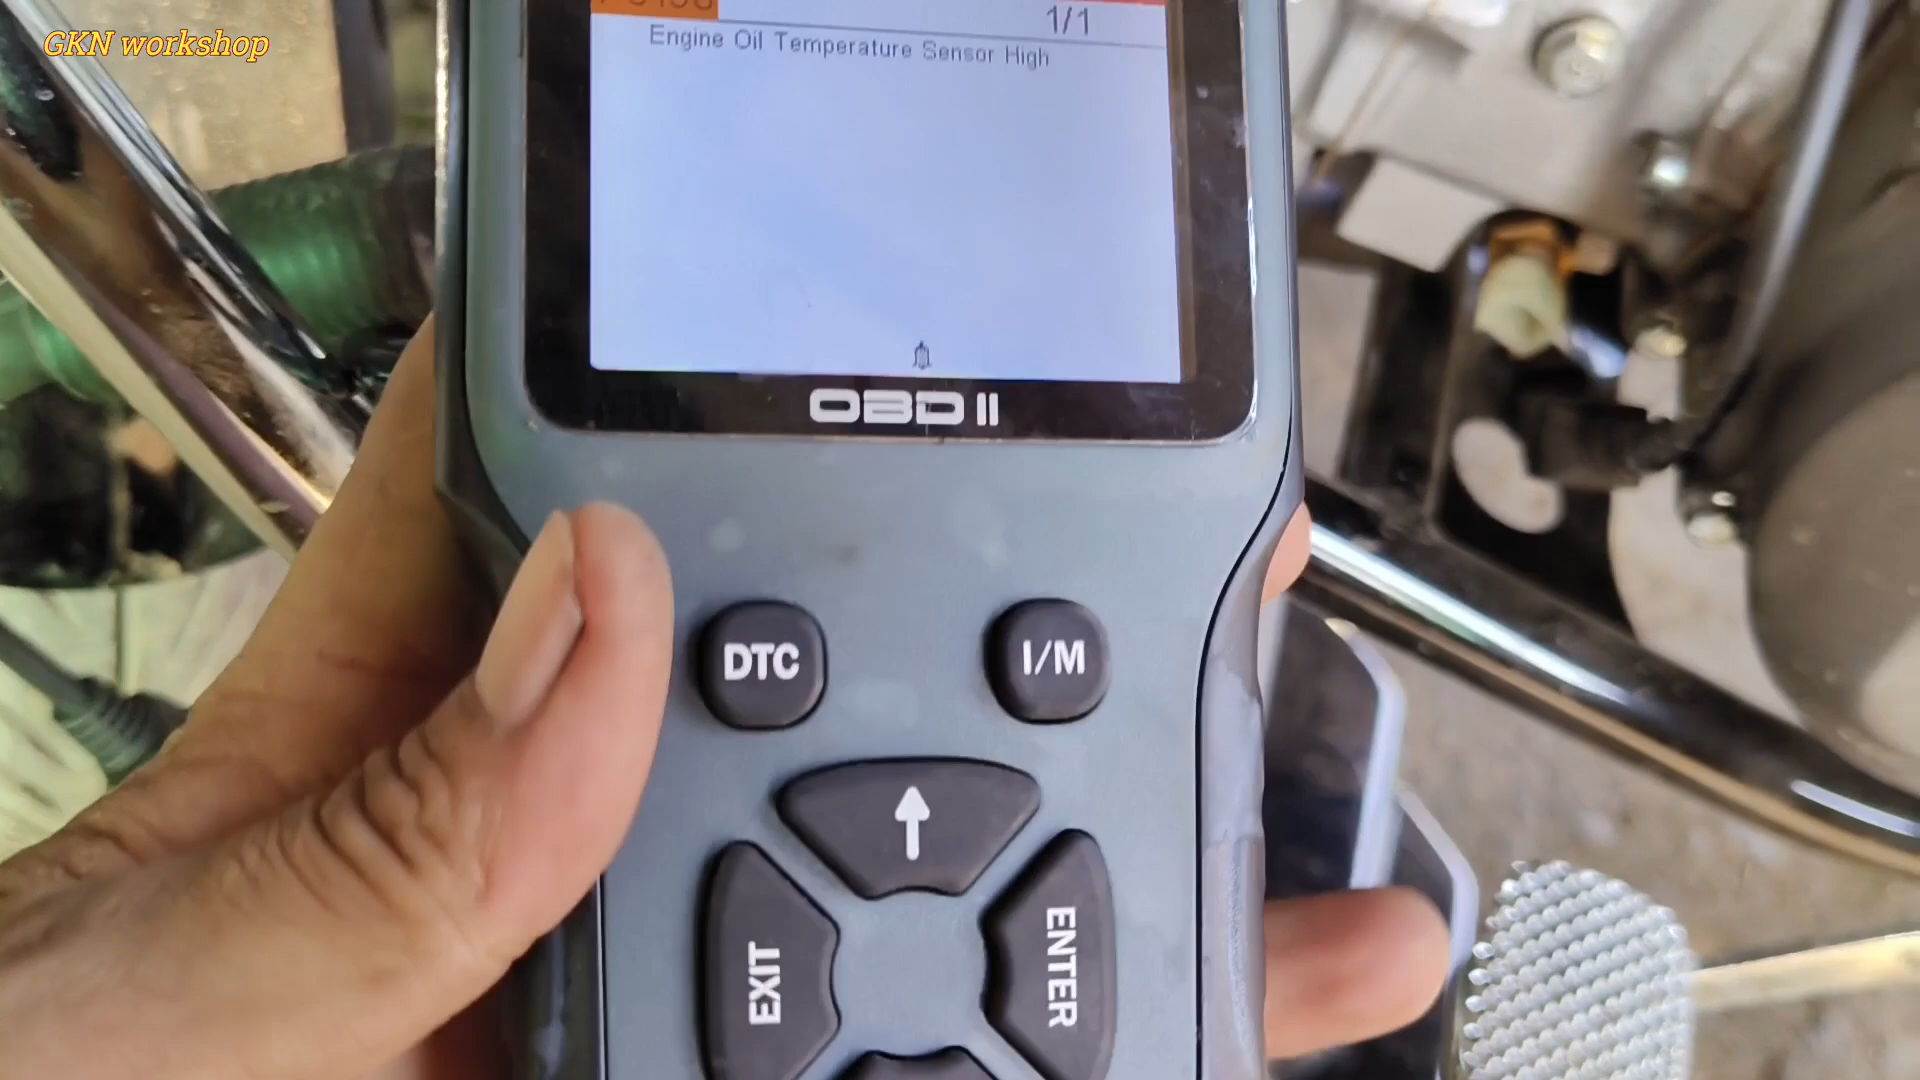 GKN workshop
1/1
Engine Oil Temperature Sensor High
OBD II
DTC
I/M
EXIT
ENTER